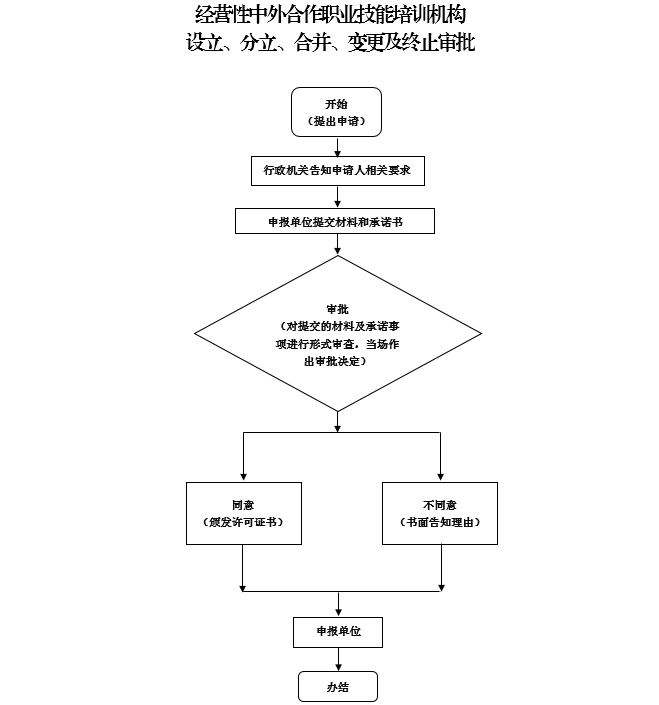 经营性中外合作职业技能培训机构
设立、分立、合并、变更及终止审批
开始
（提出申请）
行政机关告知申请人相关要求
申报单位提交材料和承诺书
审批
（对提交的材料及承诺事
项进行形式审查，当场作
出审批决定）
同意
（颁发许可证书）
不同意
（书面告知理由）
申报单位
办结